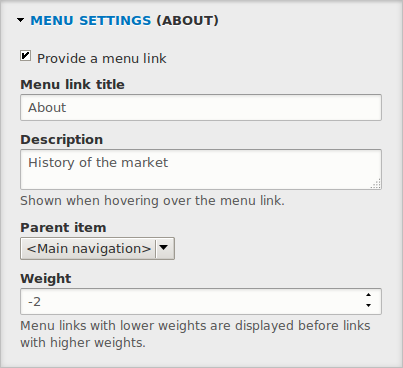 MENU SETTINGS (ABOUT)
Provide a menu link
Menu link title
About
Description
History of the market
Shown when hovering over the menu link.
Parent item
<Main navigation>
Weight
-2
Menu links with lower weights are displayed before links
with higher weights.